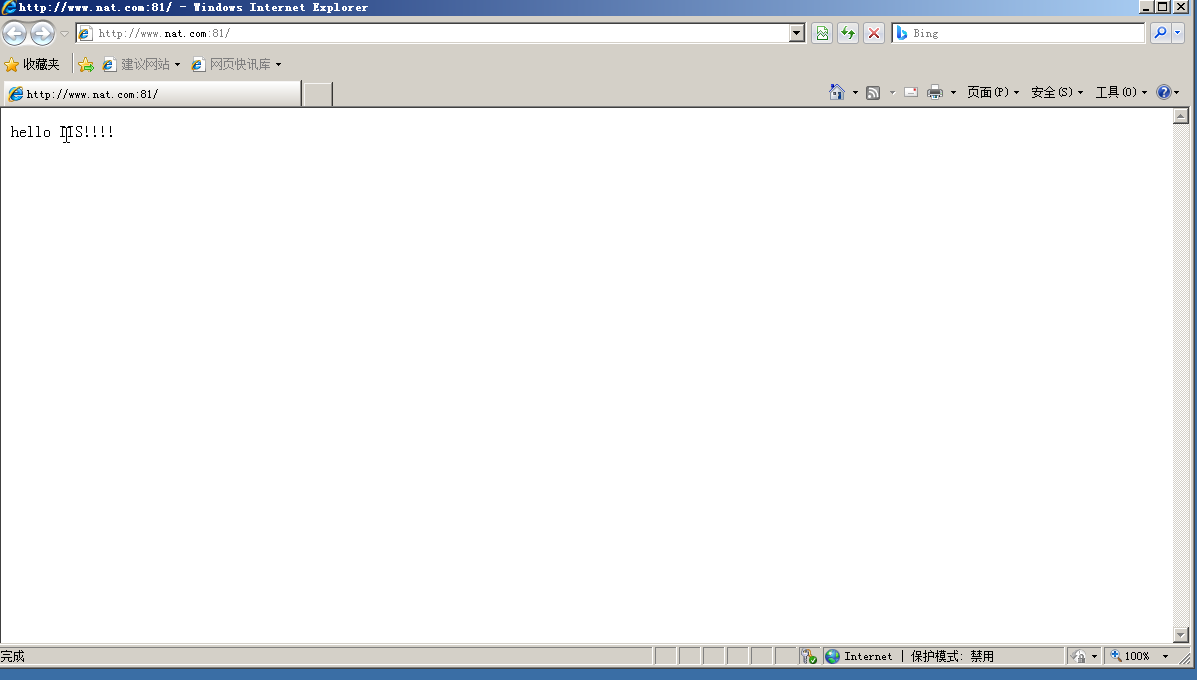 http://www.nat.com:81/ - Windows Internet Explorer
http://www.nat.com:81/
Bing
收藏夹 建议网站 网页快讯库
http://www.nat.com:81/ 页面(P) 安全(S) 工具(O)
hello IIS!!!!
完成 Internet | 保护模式: 禁用 100%